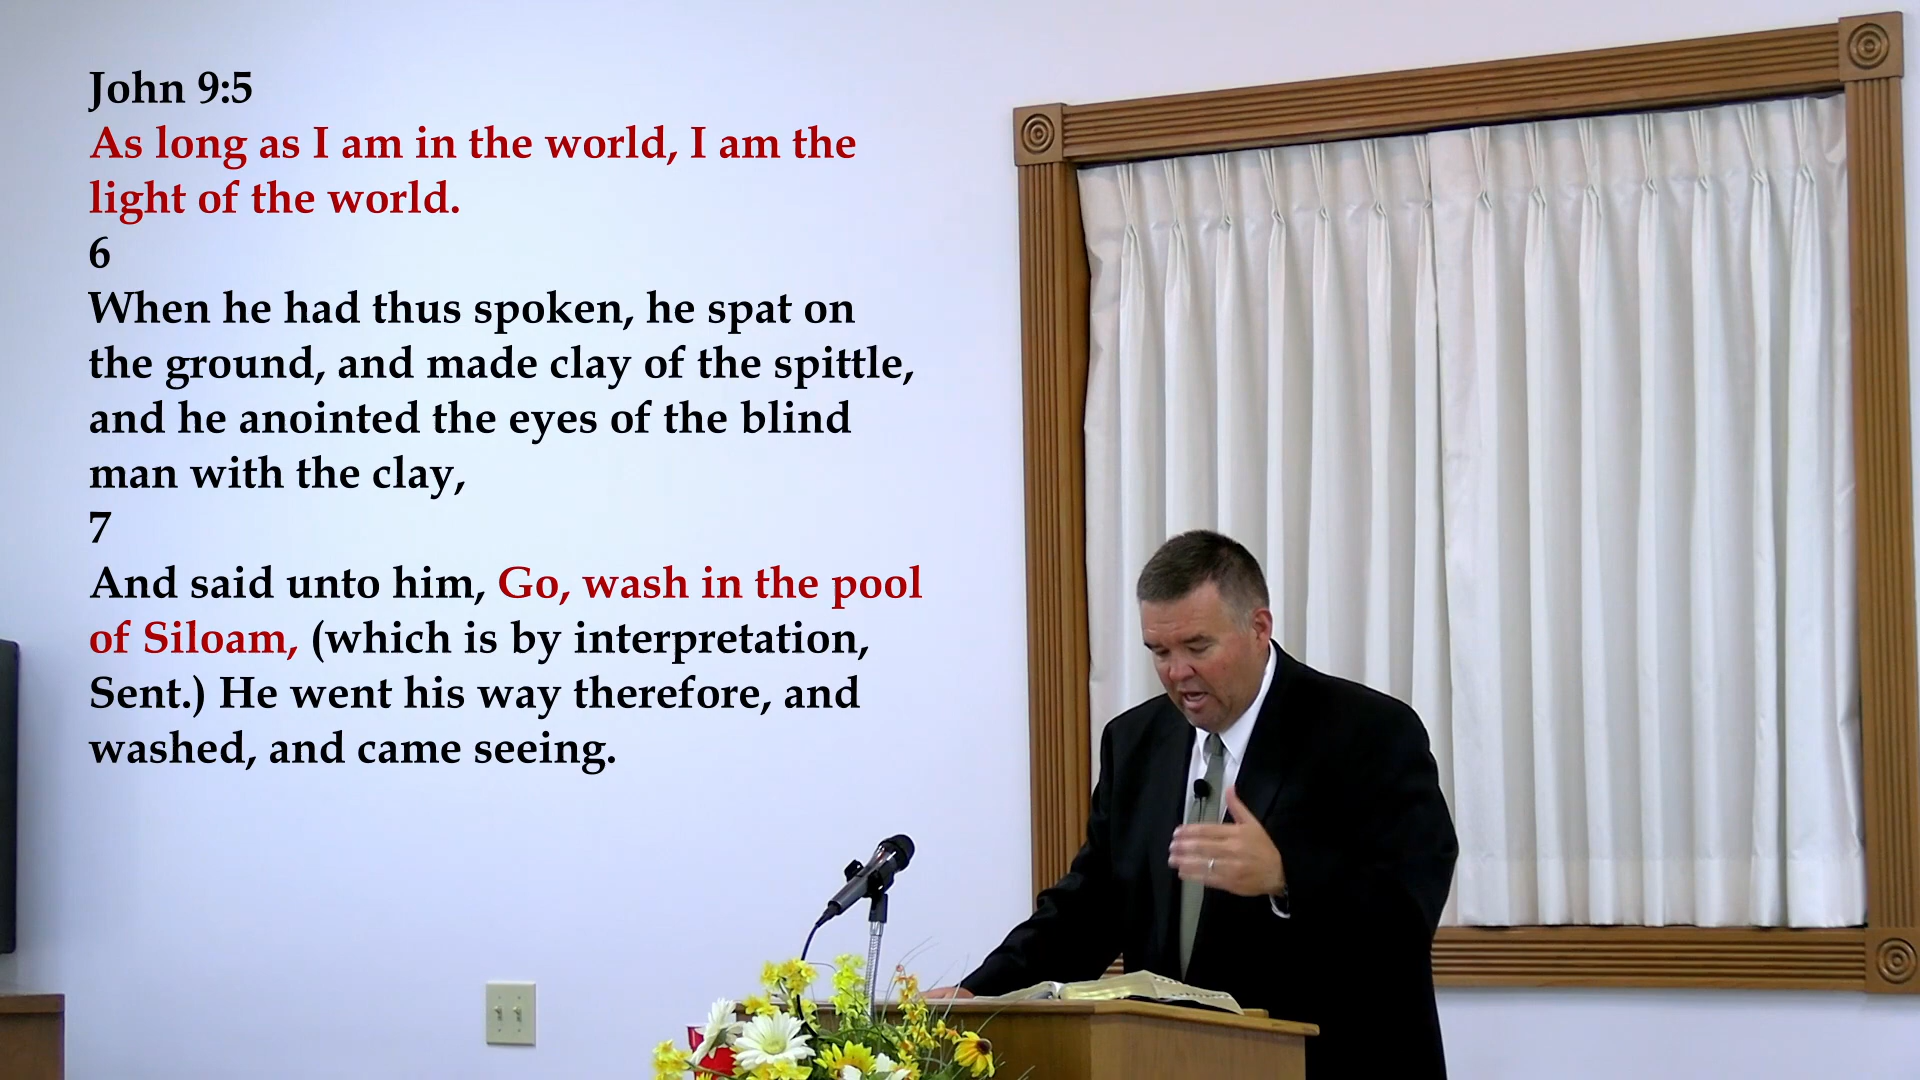 John 9:5
As long as I am in the world, I am the
light of the world.
6
When he had thus spoken, he spat on
the ground, and made clay of the spittle,
and he anointed the eyes of the blind
man with the clay,
7
And said unto him, Go, wash in the pool
of Siloam, (which is by interpretation,
Sent.) He went his way therefore, and
washed, and came seeing.